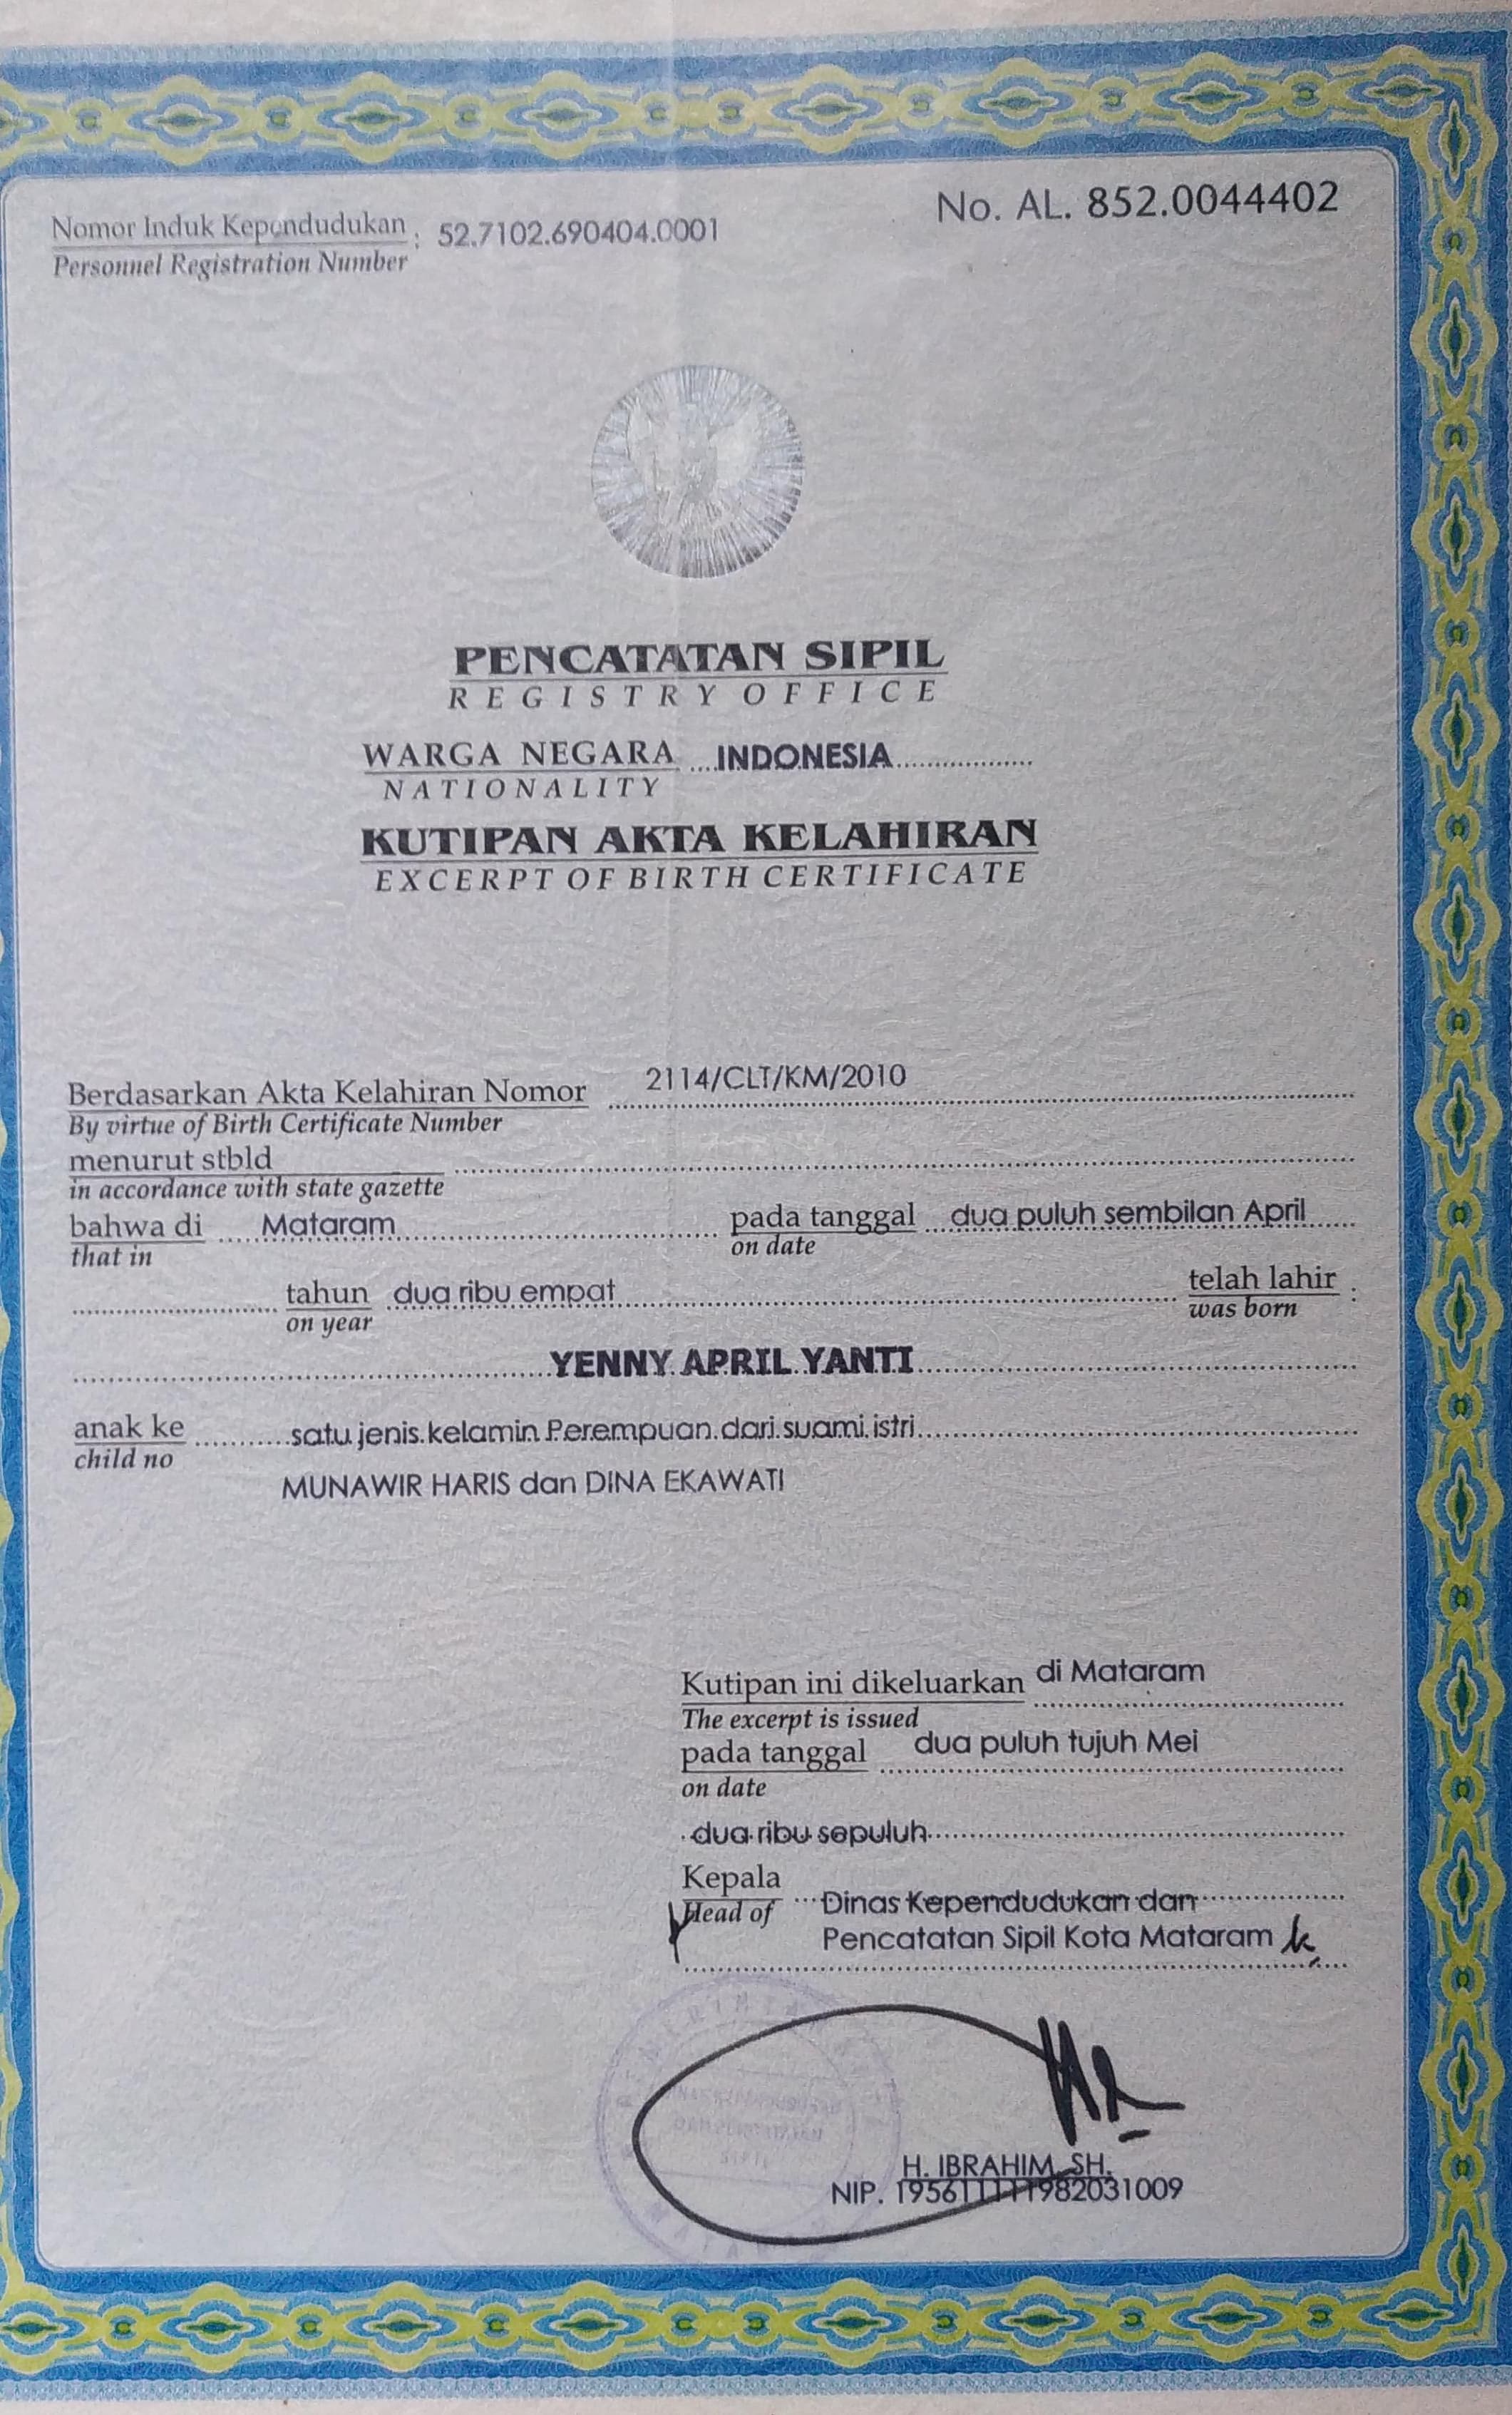 No. AL. 852.0044402
Nomor Induk Kependudukan : 52.7102.690404.0001
Personnel Registration Number
PENCATATAN SIPIL
REGISTRY OFFICE
WARGA NEGARA INDONESIA
NATIONALITY
KUTIPAN AKTA KELAHIRAN
EXCERPT OF BIRTH CERTIFICATE
Berdasarkan Akta Kelahiran Nomor 2114/CLT/KM/2010
By virtue of Birth Certificate Number
menurut stbld
in accordance with state gazette
bahwa di Mataram pada tanggal dua puluh sembilan April
that in on date
tahun dua ribu empat telah lahir :
on year was born
YENNY APRIL YANTI
anak ke satu jenis kelamin Perempuan dari suami istri
child no
MUNAWIR HARIS dan DINA EKAWATI
Kutipan ini dikeluarkan di Mataram
The excerpt is issued
pada tanggal dua puluh tujuh Mei
on date
dua ribu sepuluh
Kepala Dinas Kependudukan dan
Head of Pencatatan Sipil Kota Mataram
H. IBRAHIM, SH.
NIP. 195611111982031009